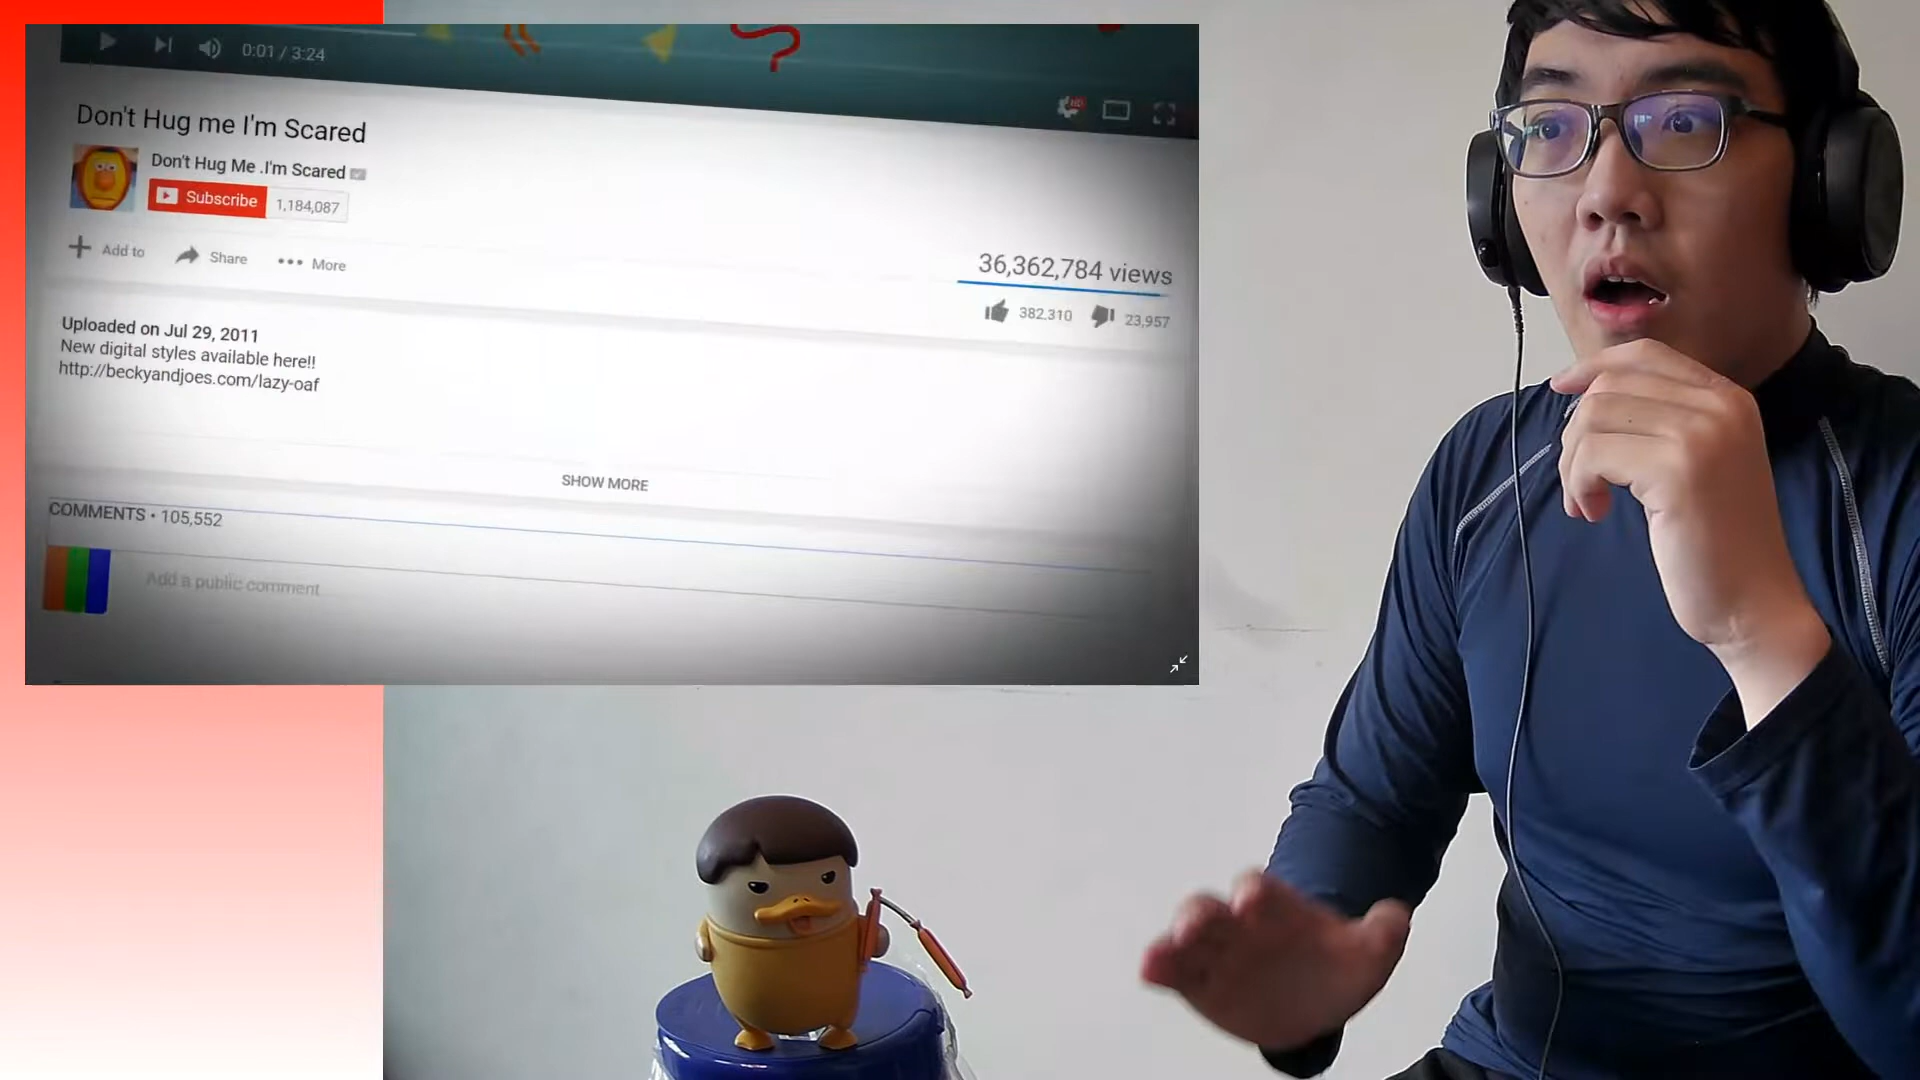 0:01 / 3:24
HD
Don't Hug me I'm Scared
Don't Hug Me .I'm Scared
Subscribe 1,184,087
Add to Share More
36,362,784 views
382,310 23,957
Uploaded on Jul 29, 2011
New digital styles available here!!
http://beckyandjoes.com/lazy-oaf
SHOW MORE
COMMENTS • 105,552
Add a public comment